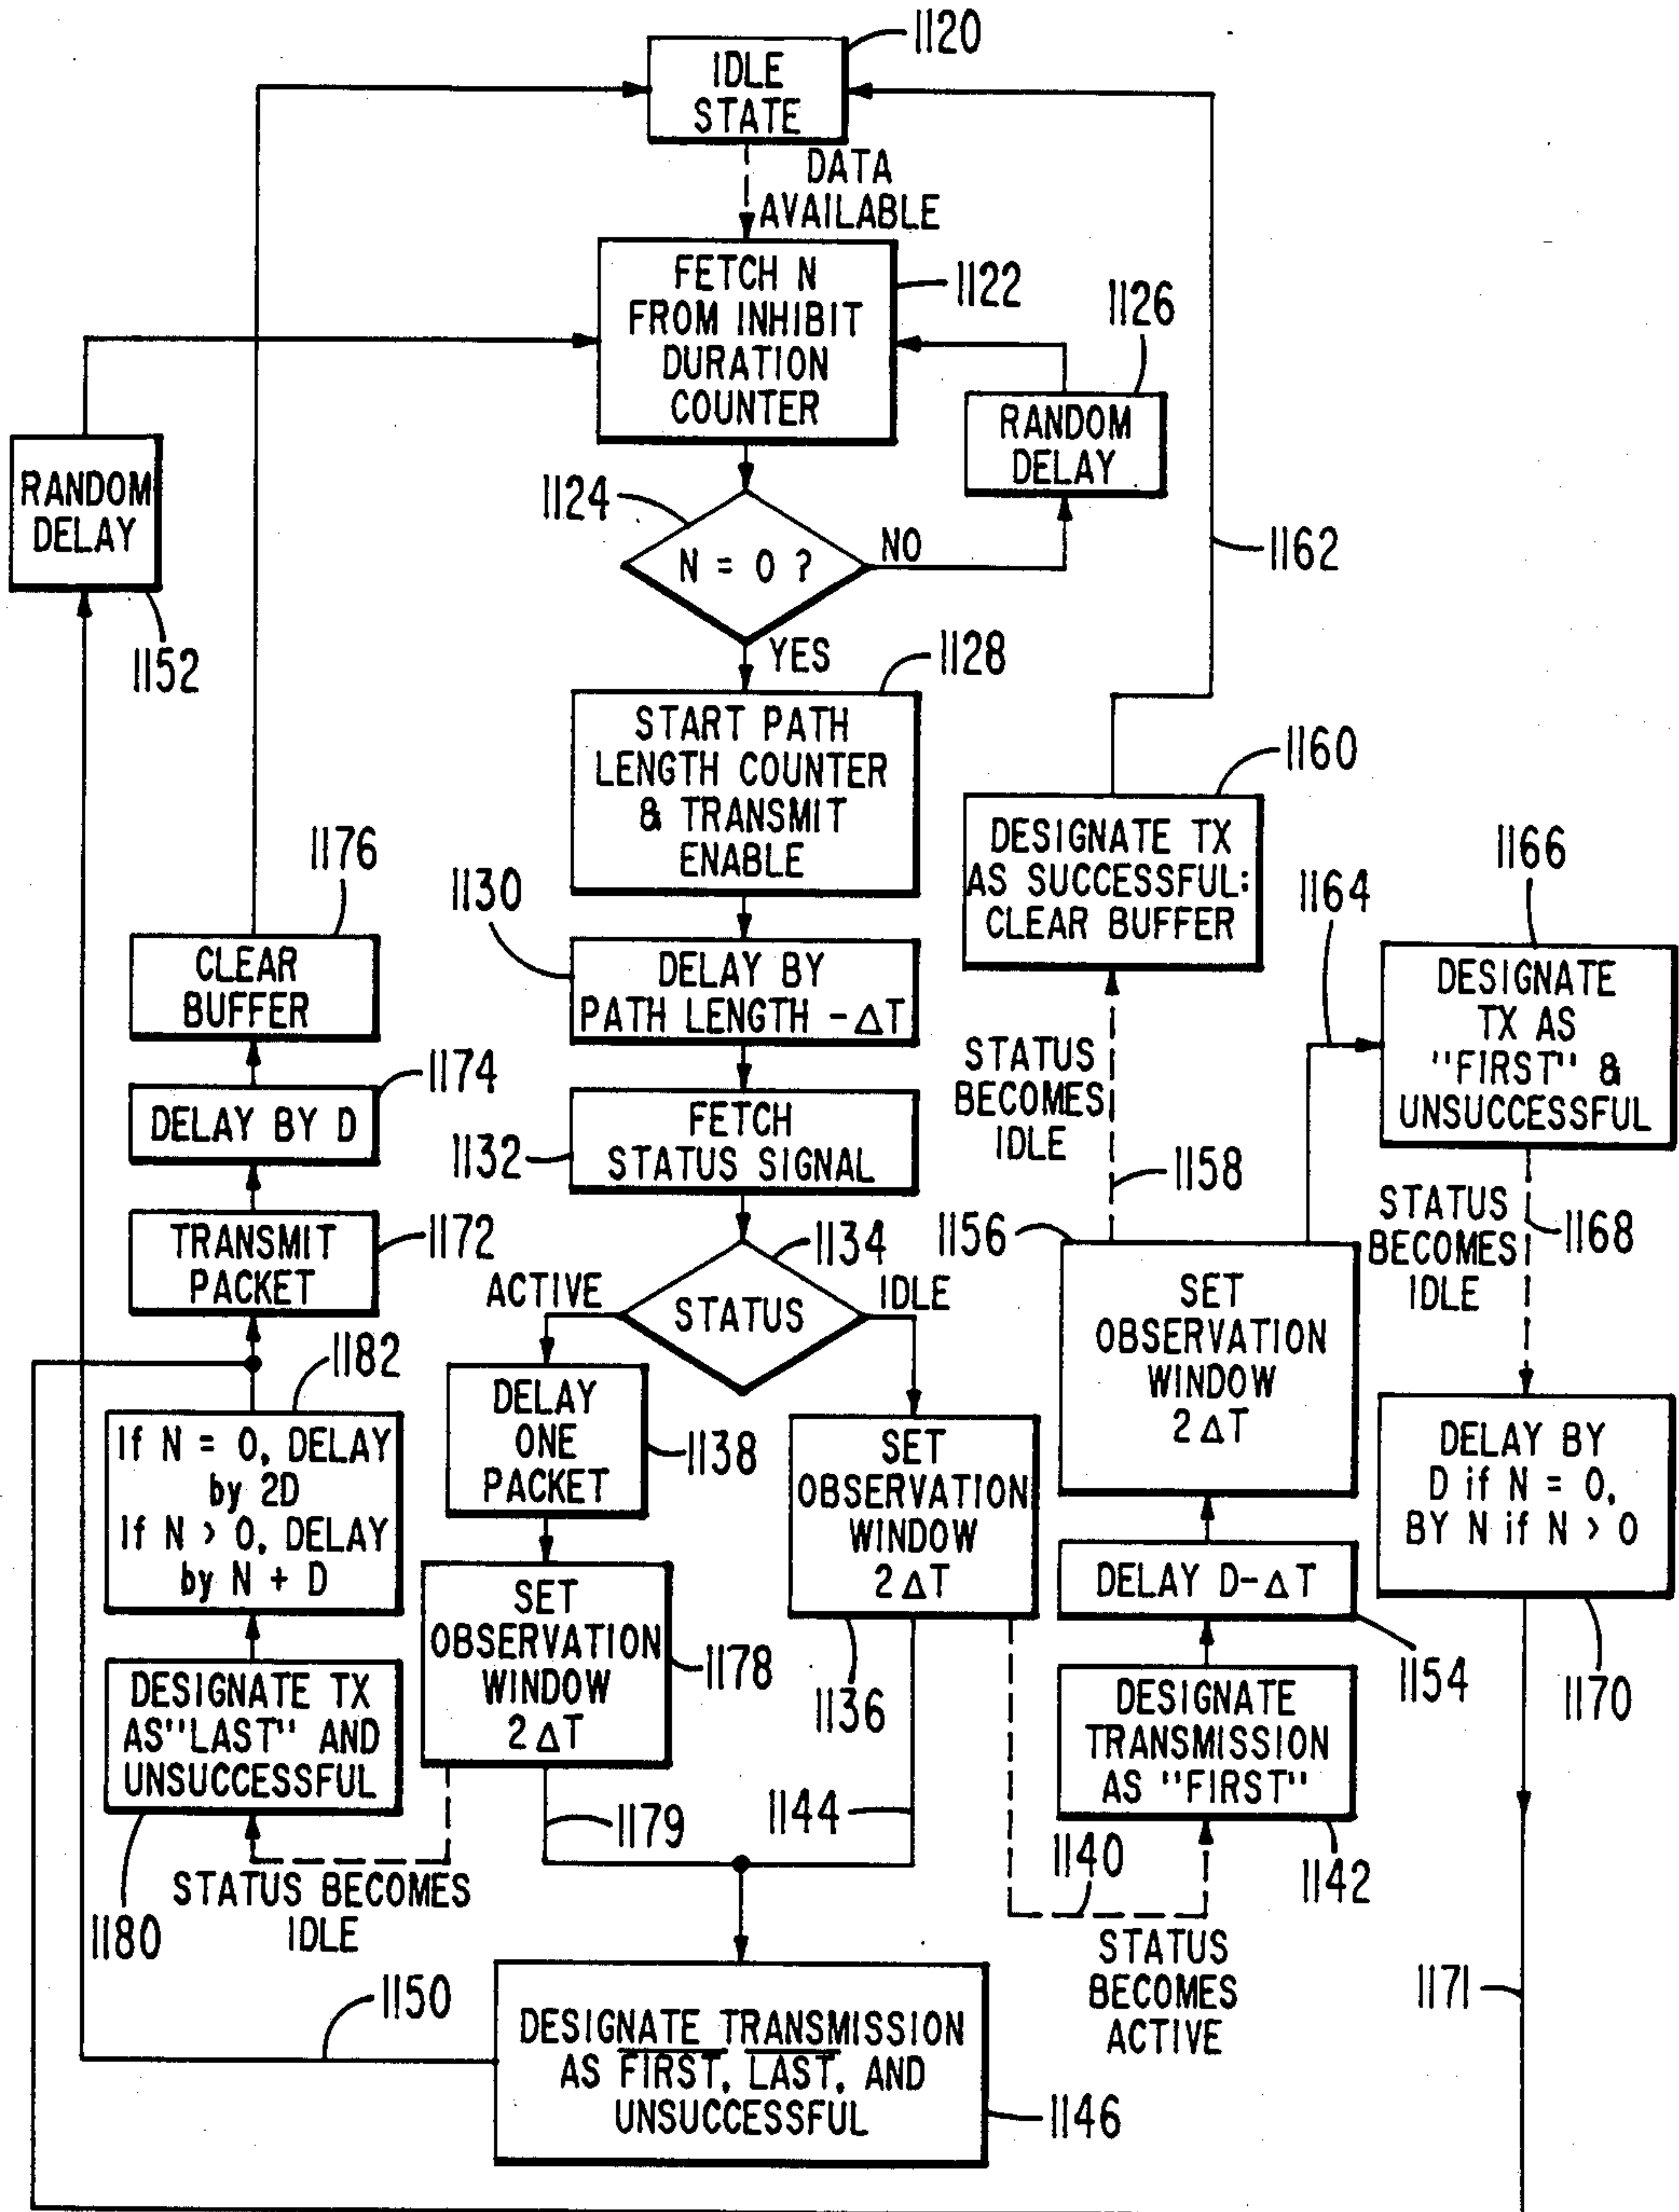 1120
IDLE
STATE
DATA
AVAILABLE
FETCH N
FROM INHIBIT
DURATION
COUNTER
1122
1126
RANDOM
DELAY
RANDOM
DELAY
1152
1124
N = 0 ?
NO
YES
1162
1128
START PATH
LENGTH COUNTER
& TRANSMIT
ENABLE
1160
DESIGNATE TX
AS SUCCESSFUL:
CLEAR BUFFER
1176
CLEAR
BUFFER
1130
DELAY BY
PATH LENGTH -ΔT
1164
1166
DESIGNATE
TX AS
"FIRST" &
UNSUCCESSFUL
1174
DELAY BY D
FETCH
STATUS SIGNAL
1132
STATUS
BECOMES
IDLE
1158
1172
TRANSMIT
PACKET
1134
STATUS
ACTIVE
IDLE
1156
SET
OBSERVATION
WINDOW
2ΔT
STATUS
BECOMES
IDLE
1168
1182
If N = 0, DELAY
by 2D
If N > 0, DELAY
by N + D
DELAY
ONE
PACKET
1138
SET
OBSERVATION
WINDOW
2ΔT
1136
DELAY BY
D if N = 0,
BY N if N > 0
1170
DELAY D-ΔT
1154
SET
OBSERVATION
WINDOW
2ΔT
1178
DESIGNATE TX
AS"LAST" AND
UNSUCCESSFUL
1180
DESIGNATE
TRANSMISSION
AS "FIRST"
1142
1179
1144
1140
STATUS BECOMES
IDLE
STATUS
BECOMES
ACTIVE
1150
1171
DESIGNATE TRANSMISSION
AS F̅I̅R̅S̅T̅, L̅A̅S̅T̅, AND
UNSUCCESSFUL
1146